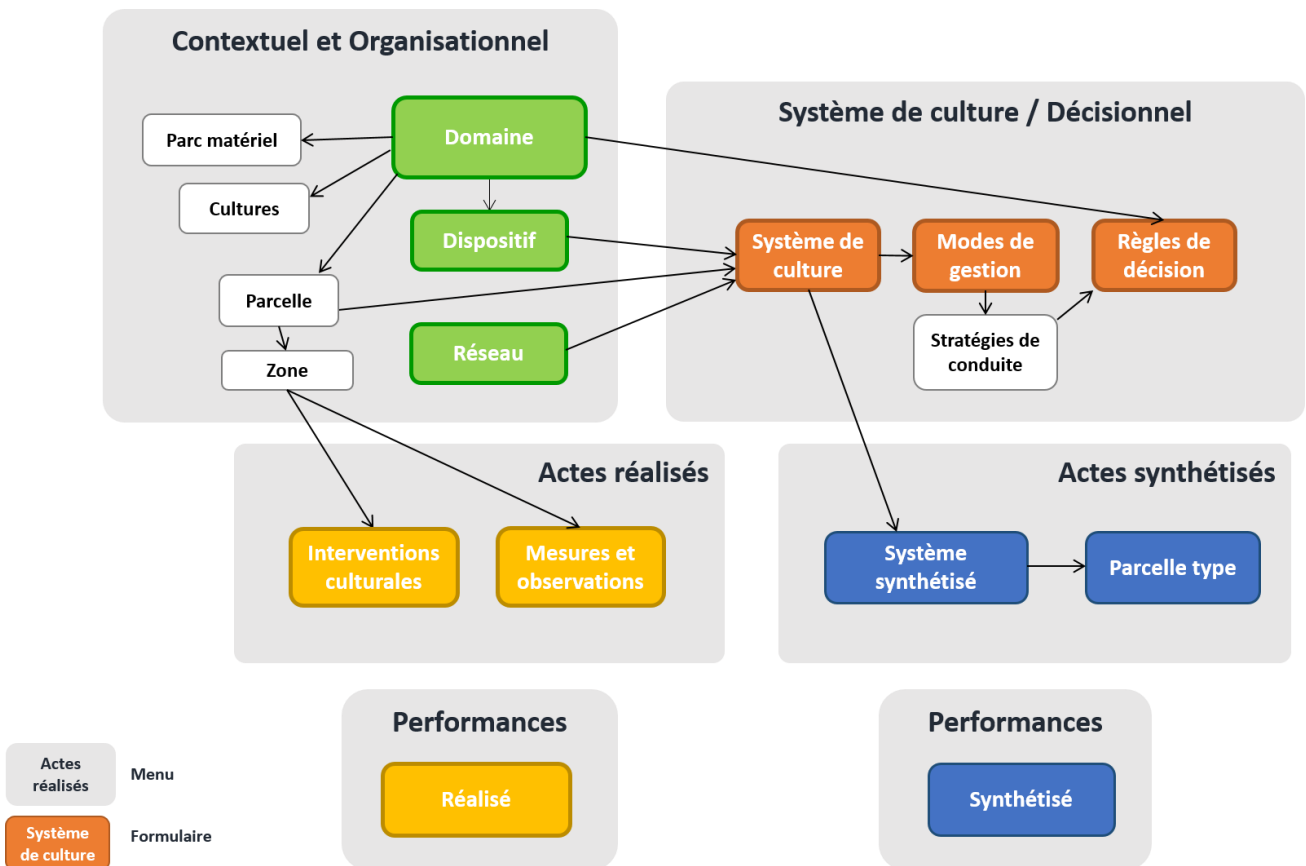 Contextuel et Organisationnel
Parc matériel
Domaine
Cultures
Dispositif
Parcelle
Réseau
Zone
Système de culture / Décisionnel
Système de
culture
Modes de
gestion
Règles de
décision
Stratégies de
conduite
Actes réalisés
Interventions
culturales
Mesures et
observations
Actes synthétisés
Système
synthétisé
Parcelle type
Performances
Réalisé
Performances
Synthétisé
Actes
réalisés
Menu
Système
de culture
Formulaire